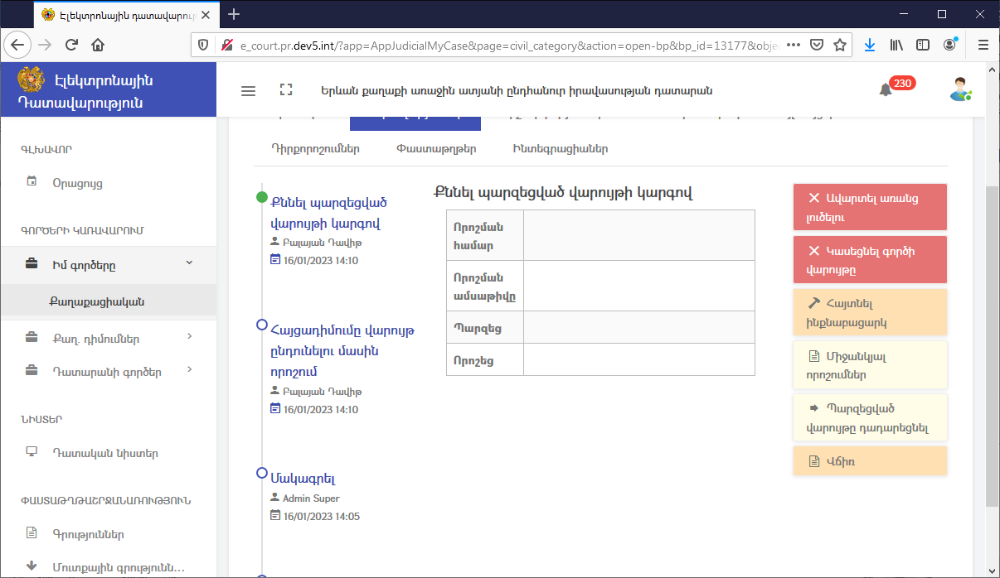 Էլեկտրոնային դատավարու
e_court.pr.dev5.int/?app=AppJudicialMyCase&page=civil_category&action=open-bp&bp_id=13177&obje
Էլեկտրոնային
Դատավարություն
Երևան քաղաքի առաջին ատյանի ընդհանուր իրավասության դատարան
230
ԳԼԽԱՎՈՐ
Օրացույց
ԳՈՐԾԵՐԻ ԿԱՌԱՎԱՐՈՒՄ
Իմ գործերը
Քաղաքացիական
Քաղ. դիմումներ
Դատարանի գործեր
ՆԻՍՏԵՐ
Դատական նիստեր
ՓԱՍՏԱԹՂԹԱՇՐՋԱՆԱՌՈՒԹՅՈՒՆ
Գրություններ
Մուտքային գրությունն...
Դիրքորոշումներ
Փաստաթղթեր
Ինտեգրացիաներ
Քննել պարզեցված
վարույթի կարգով
Բալայան Դավիթ
16/01/2023 14:10
Հայցադիմումը վարույթ
ընդունելու մասին
որոշում
Բալայան Դավիթ
16/01/2023 14:10
Մակագրել
Admin Super
16/01/2023 14:05
Քննել պարզեցված վարույթի կարգով
Որոշման
համար
Որոշման
ամսաթիվը
Պարզեց
Որոշեց
Ավարտել առանց
լուծելու
Կասեցնել գործի
վարույթը
Հայտնել
ինքնաբացարկ
Միջանկյալ
որոշումներ
Պարզեցված
վարույթը դադարեցնել
Վճիռ